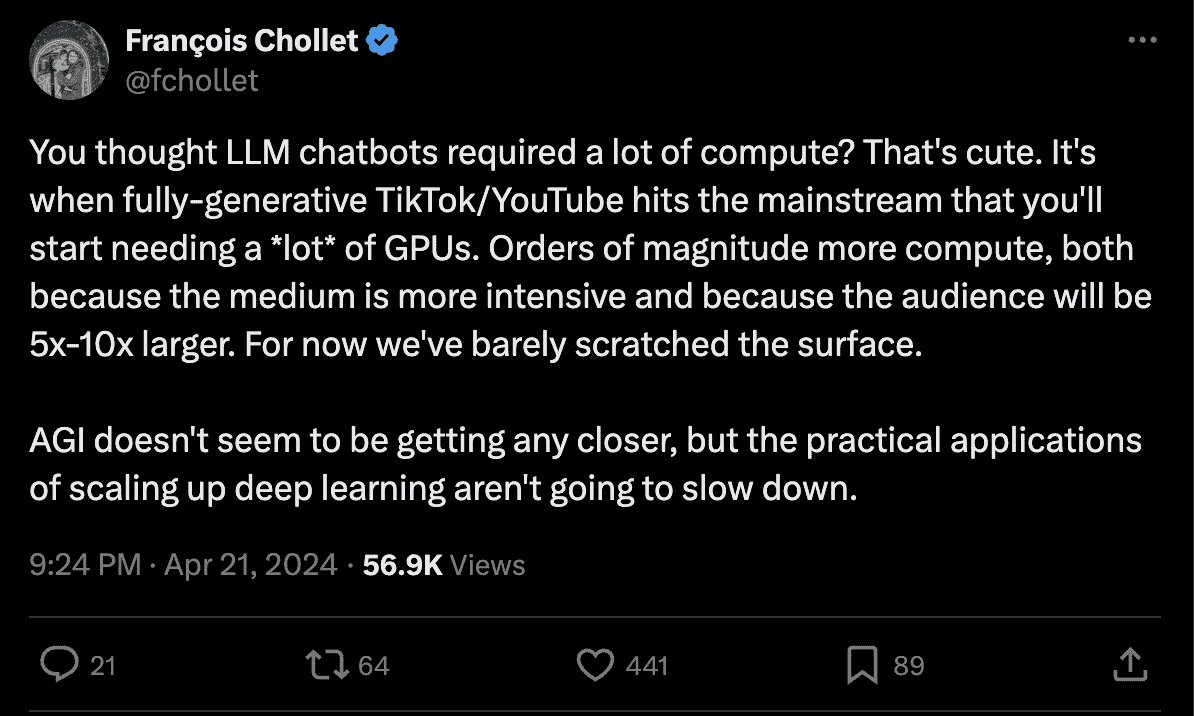 François Chollet
@fchollet
You thought LLM chatbots required a lot of compute? That's cute. It's
when fully-generative TikTok/YouTube hits the mainstream that you'll
start needing a *lot* of GPUs. Orders of magnitude more compute, both
because the medium is more intensive and because the audience will be
5x-10x larger. For now we've barely scratched the surface.
AGI doesn't seem to be getting any closer, but the practical applications
of scaling up deep learning aren't going to slow down.
9:24 PM · Apr 21, 2024 · 56.9K Views
21 64 441 89